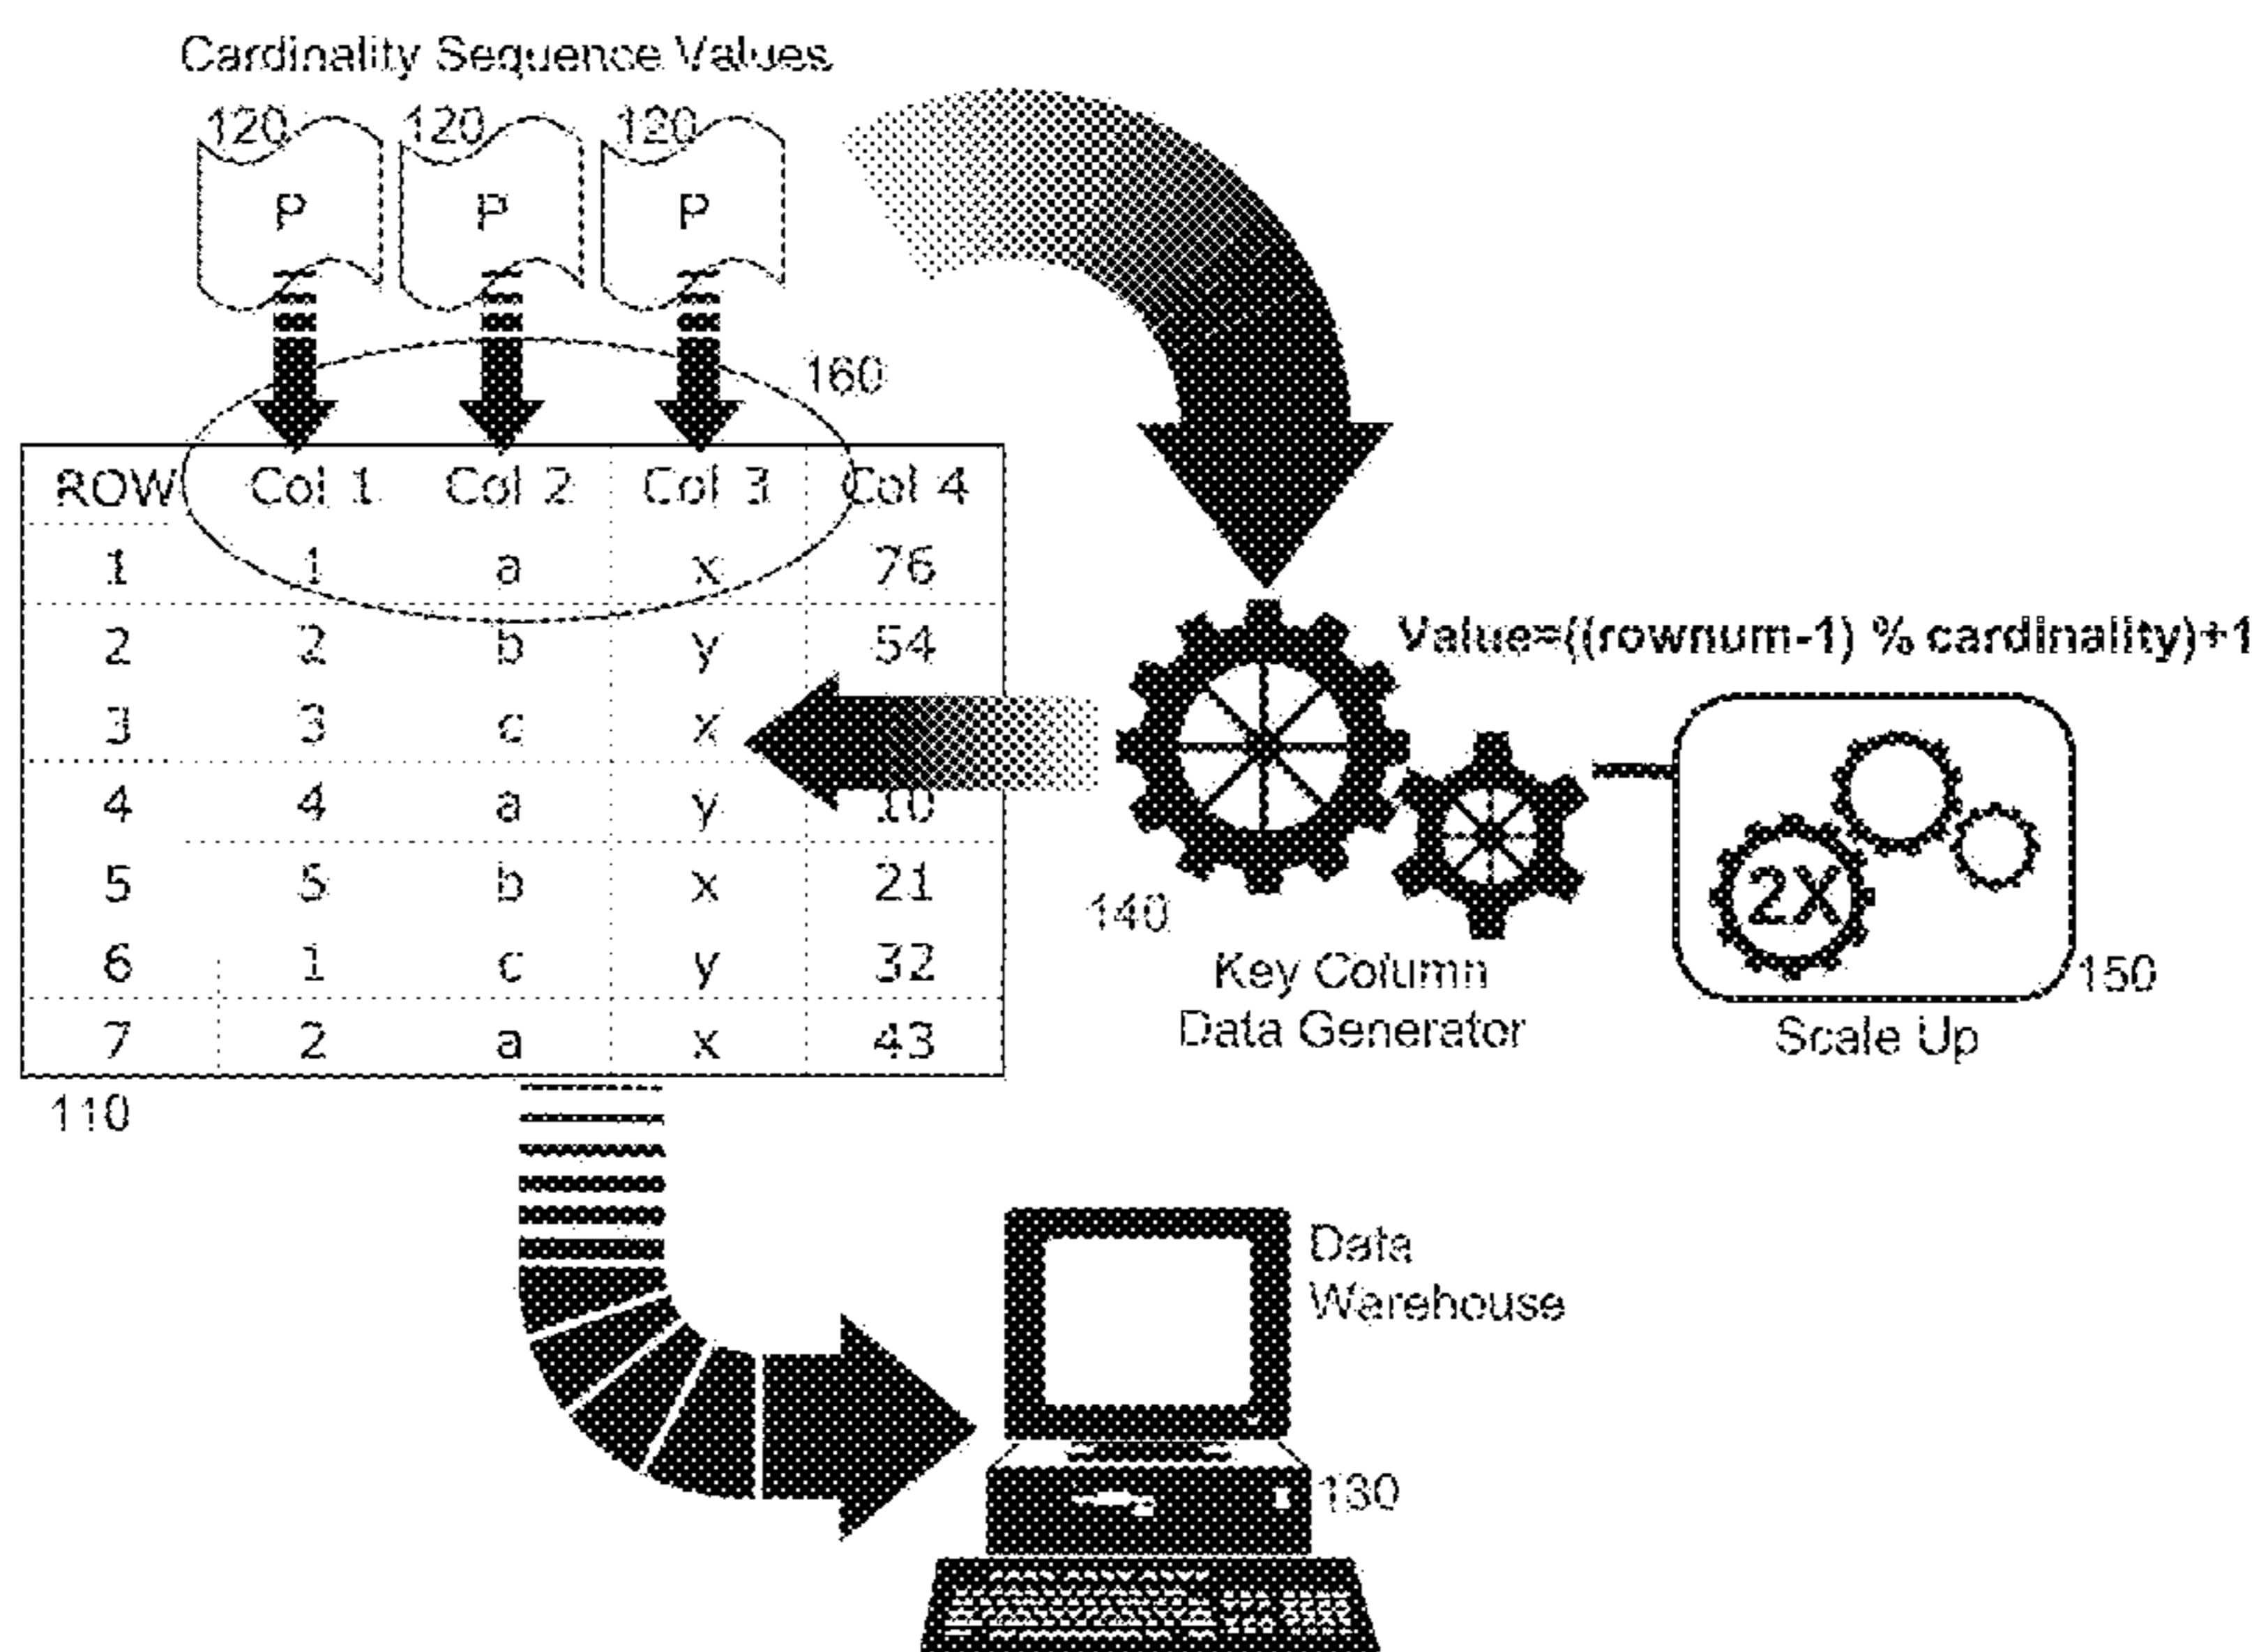 Cardinality Sequence Values
120 120 120
P P P
160
ROW Col 1 Col 2 Col 3 Col 4
1 1 a x 76
2 2 b y 54
3 3 c x
4 4 a y 10
5 5 b x 21
6 1 c y 32
7 2 a x 43
110
Value=((rownum-1) % cardinality)+1
2X
140
Key Column
Data Generator
150
Scale Up
Data
Warehouse
130